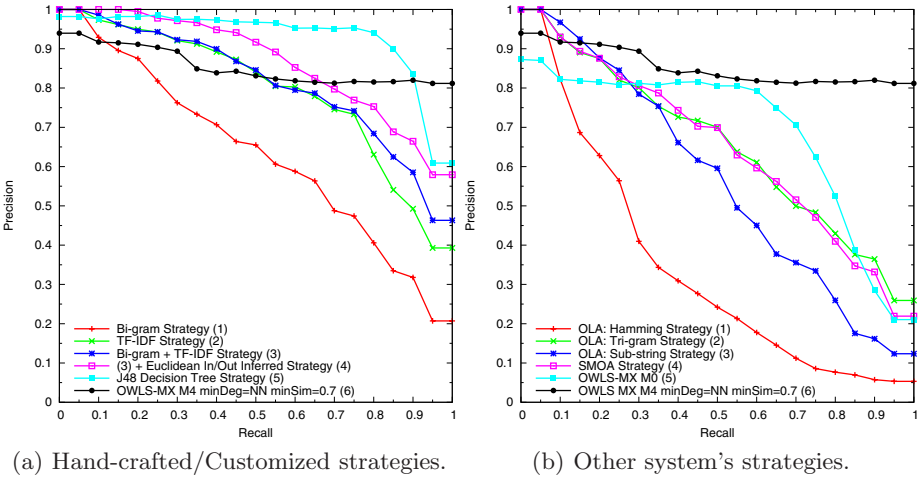 1
0.9
0.8
0.7
0.6
0.5
0.4
0.3
0.2
0.1
0
Precision
Bi-gram Strategy (1)
TF-IDF Strategy (2)
Bi-gram + TF-IDF Strategy (3)
(3) + Euclidean In/Out Inferred Strategy (4)
J48 Decision Tree Strategy (5)
OWLS-MX M4 minDeg=NN minSim=0.7 (6)
0 0.1 0.2 0.3 0.4 0.5 0.6 0.7 0.8 0.9 1
Recall
(a) Hand-crafted/Customized strategies.
1
0.9
0.8
0.7
0.6
0.5
0.4
0.3
0.2
0.1
0
Precision
OLA: Hamming Strategy (1)
OLA: Tri-gram Strategy (2)
OLA: Sub-string Strategy (3)
SMOA Strategy (4)
OWLS-MX M0 (5)
OWLS MX M4 minDeg=NN minSim=0.7 (6)
0 0.1 0.2 0.3 0.4 0.5 0.6 0.7 0.8 0.9 1
Recall
(b) Other system's strategies.